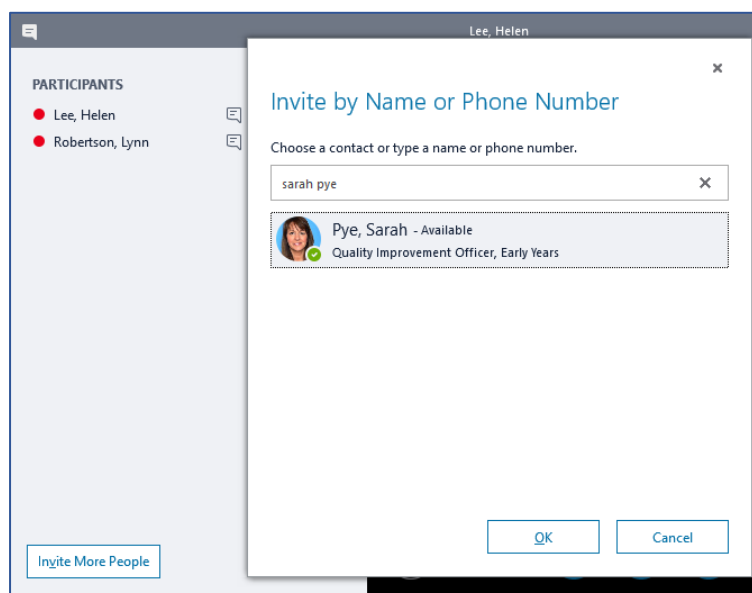 Lee, Helen
PARTICIPANTS
Lee, Helen
Robertson, Lynn
Invite More People
Invite by Name or Phone Number
Choose a contact or type a name or phone number.
sarah pye
Pye, Sarah - Available
Quality Improvement Officer, Early Years
OK
Cancel